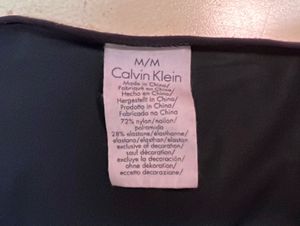 M/M
Calvin Klein
Made in China/
Fabriqué en China/
Hecho en China/
Hergestellt in China/
Prodotto in China/
Fabricado na China
72% nylon/nailon/
poliamida
28% elastane/elasthanne/
elastano/elasthan/elastan
exclusive of decoration/
sauf décoration/
excluye la decoración/
ohne dekoration/
eccetto decorazione/